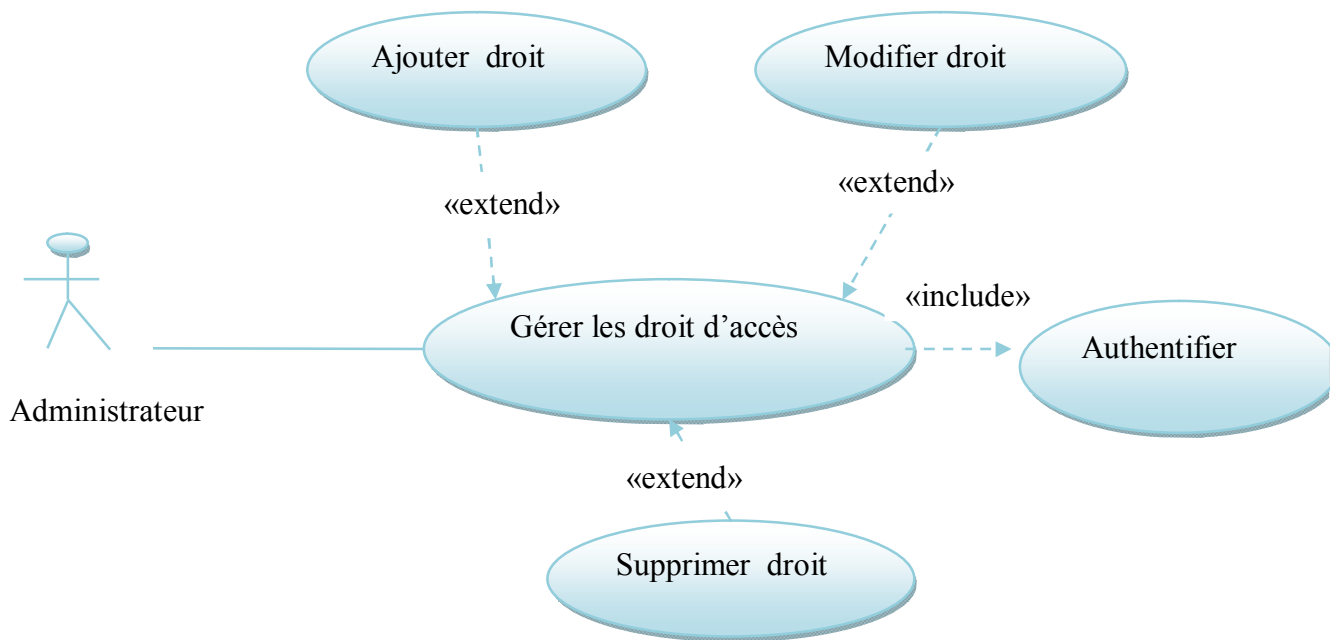 Ajouter droit
Modifier droit
«extend»
«extend»
«include»
Gérer les droit d’accès
Authentifier
Administrateur
«extend»
Supprimer droit